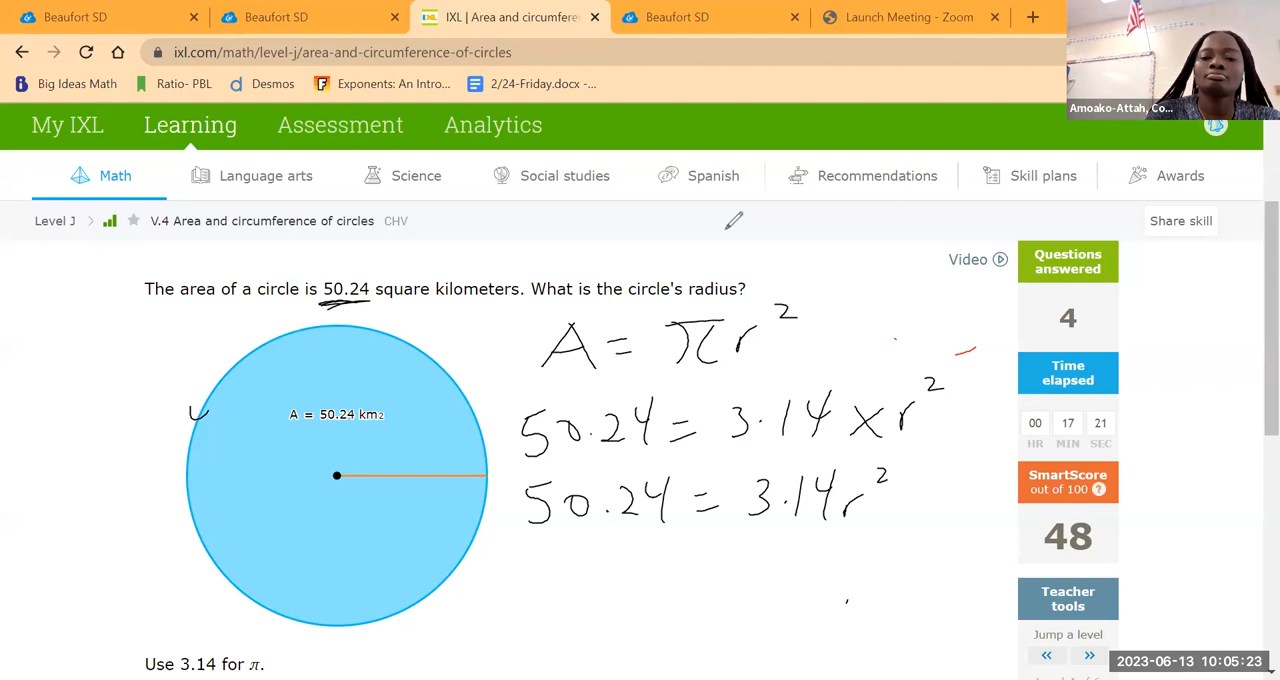 Beaufort SD
Beaufort SD
IXL | Area and circumferen
Beaufort SD
Launch Meeting - Zoom
ixl.com/math/level-j/area-and-circumference-of-circles
Big Ideas Math
Ratio- PBL
Desmos
Exponents: An Intro...
2/24-Friday.docx -...
Amoako-Attah, Co...
My IXL
Learning
Assessment
Analytics
Math
Language arts
Science
Social studies
Spanish
Recommendations
Skill plans
Awards
Level J
V.4 Area and circumference of circles
CHV
Share skill
Video
The area of a circle is 50.24 square kilometers. What is the circle's radius?
A = 50.24 km2
A = πr²
50.24 = 3.14 × r²
50.24 = 3.14r²
Use 3.14 for π.
Questions
answered
4
Time
elapsed
00 17 21
HR MIN SEC
SmartScore
out of 100 ?
48
Teacher
tools
Jump a level
2023-06-13 10:05:23